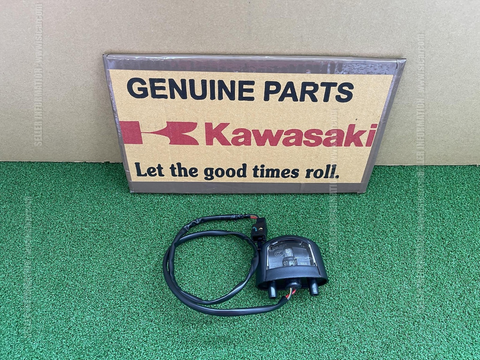 GENUINE PARTS
Kawasaki
Let the good times roll.